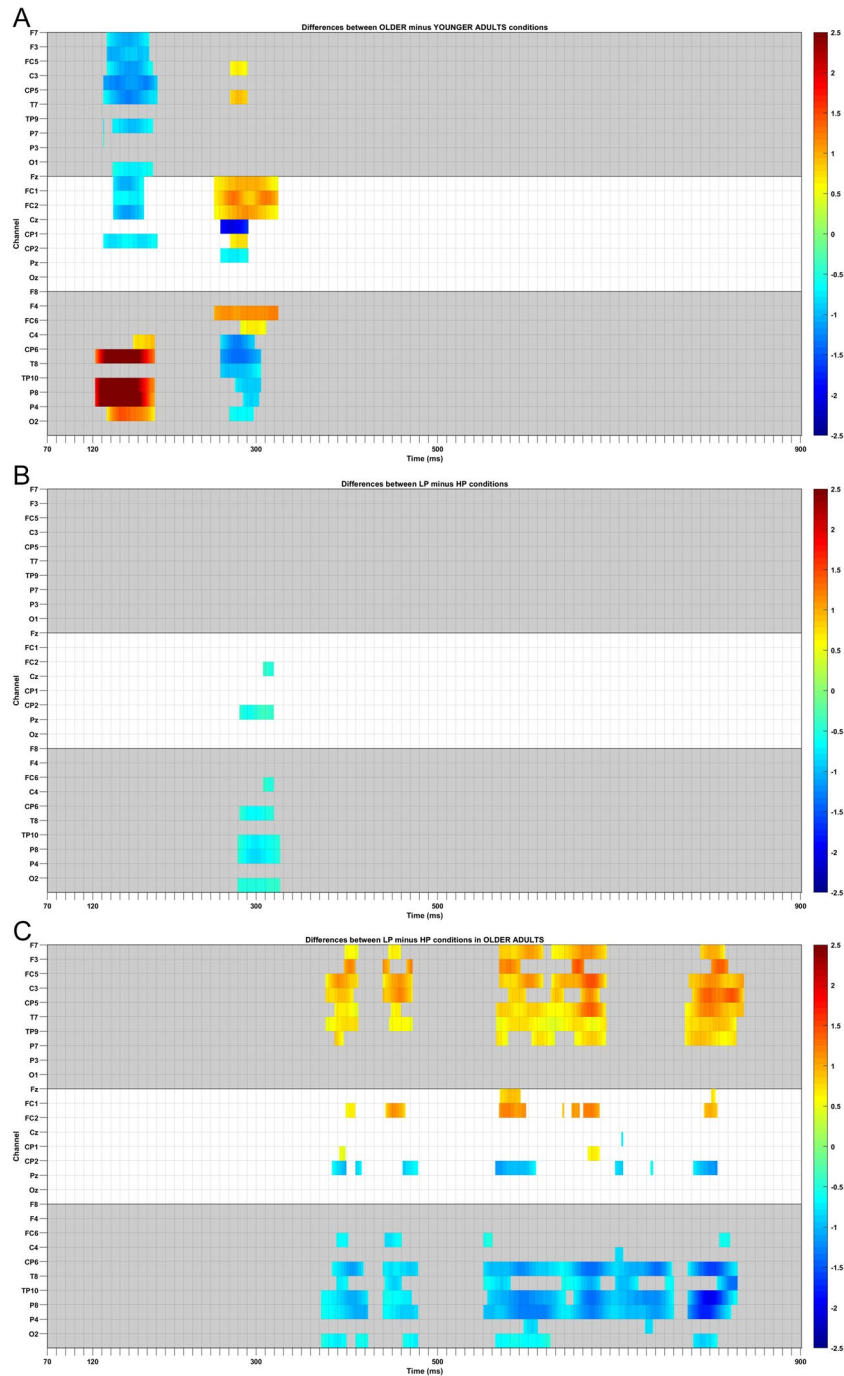 A
Differences between OLDER minus YOUNGER ADULTS conditions
Channel
F7
F3
FC5
C3
CP5
T7
TP9
P7
P3
O1
Fz
FC1
FC2
Cz
CP1
CP2
Pz
Oz
F8
F4
FC6
C4
CP6
T8
TP10
P8
P4
O2
70 120 300 500 900
Time (ms)
2.5
2
1.5
1
0.5
0
-0.5
-1
-1.5
-2
-2.5
B
Differences between LP minus HP conditions
Channel
F7
F3
FC5
C3
CP5
T7
TP9
P7
P3
O1
Fz
FC1
FC2
Cz
CP1
CP2
Pz
Oz
F8
F4
FC6
C4
CP6
T8
TP10
P8
P4
O2
70 120 300 500 900
Time (ms)
2.5
2
1.5
1
0.5
0
-0.5
-1
-1.5
-2
-2.5
C
Differences between LP minus HP conditions in OLDER ADULTS
Channel
F7
F3
FC5
C3
CP5
T7
TP9
P7
P3
O1
Fz
FC1
FC2
Cz
CP1
CP2
Pz
Oz
F8
F4
FC6
C4
CP6
T8
TP10
P8
P4
O2
70 120 300 500 900
Time (ms)
2.5
2
1.5
1
0.5
0
-0.5
-1
-1.5
-2
-2.5